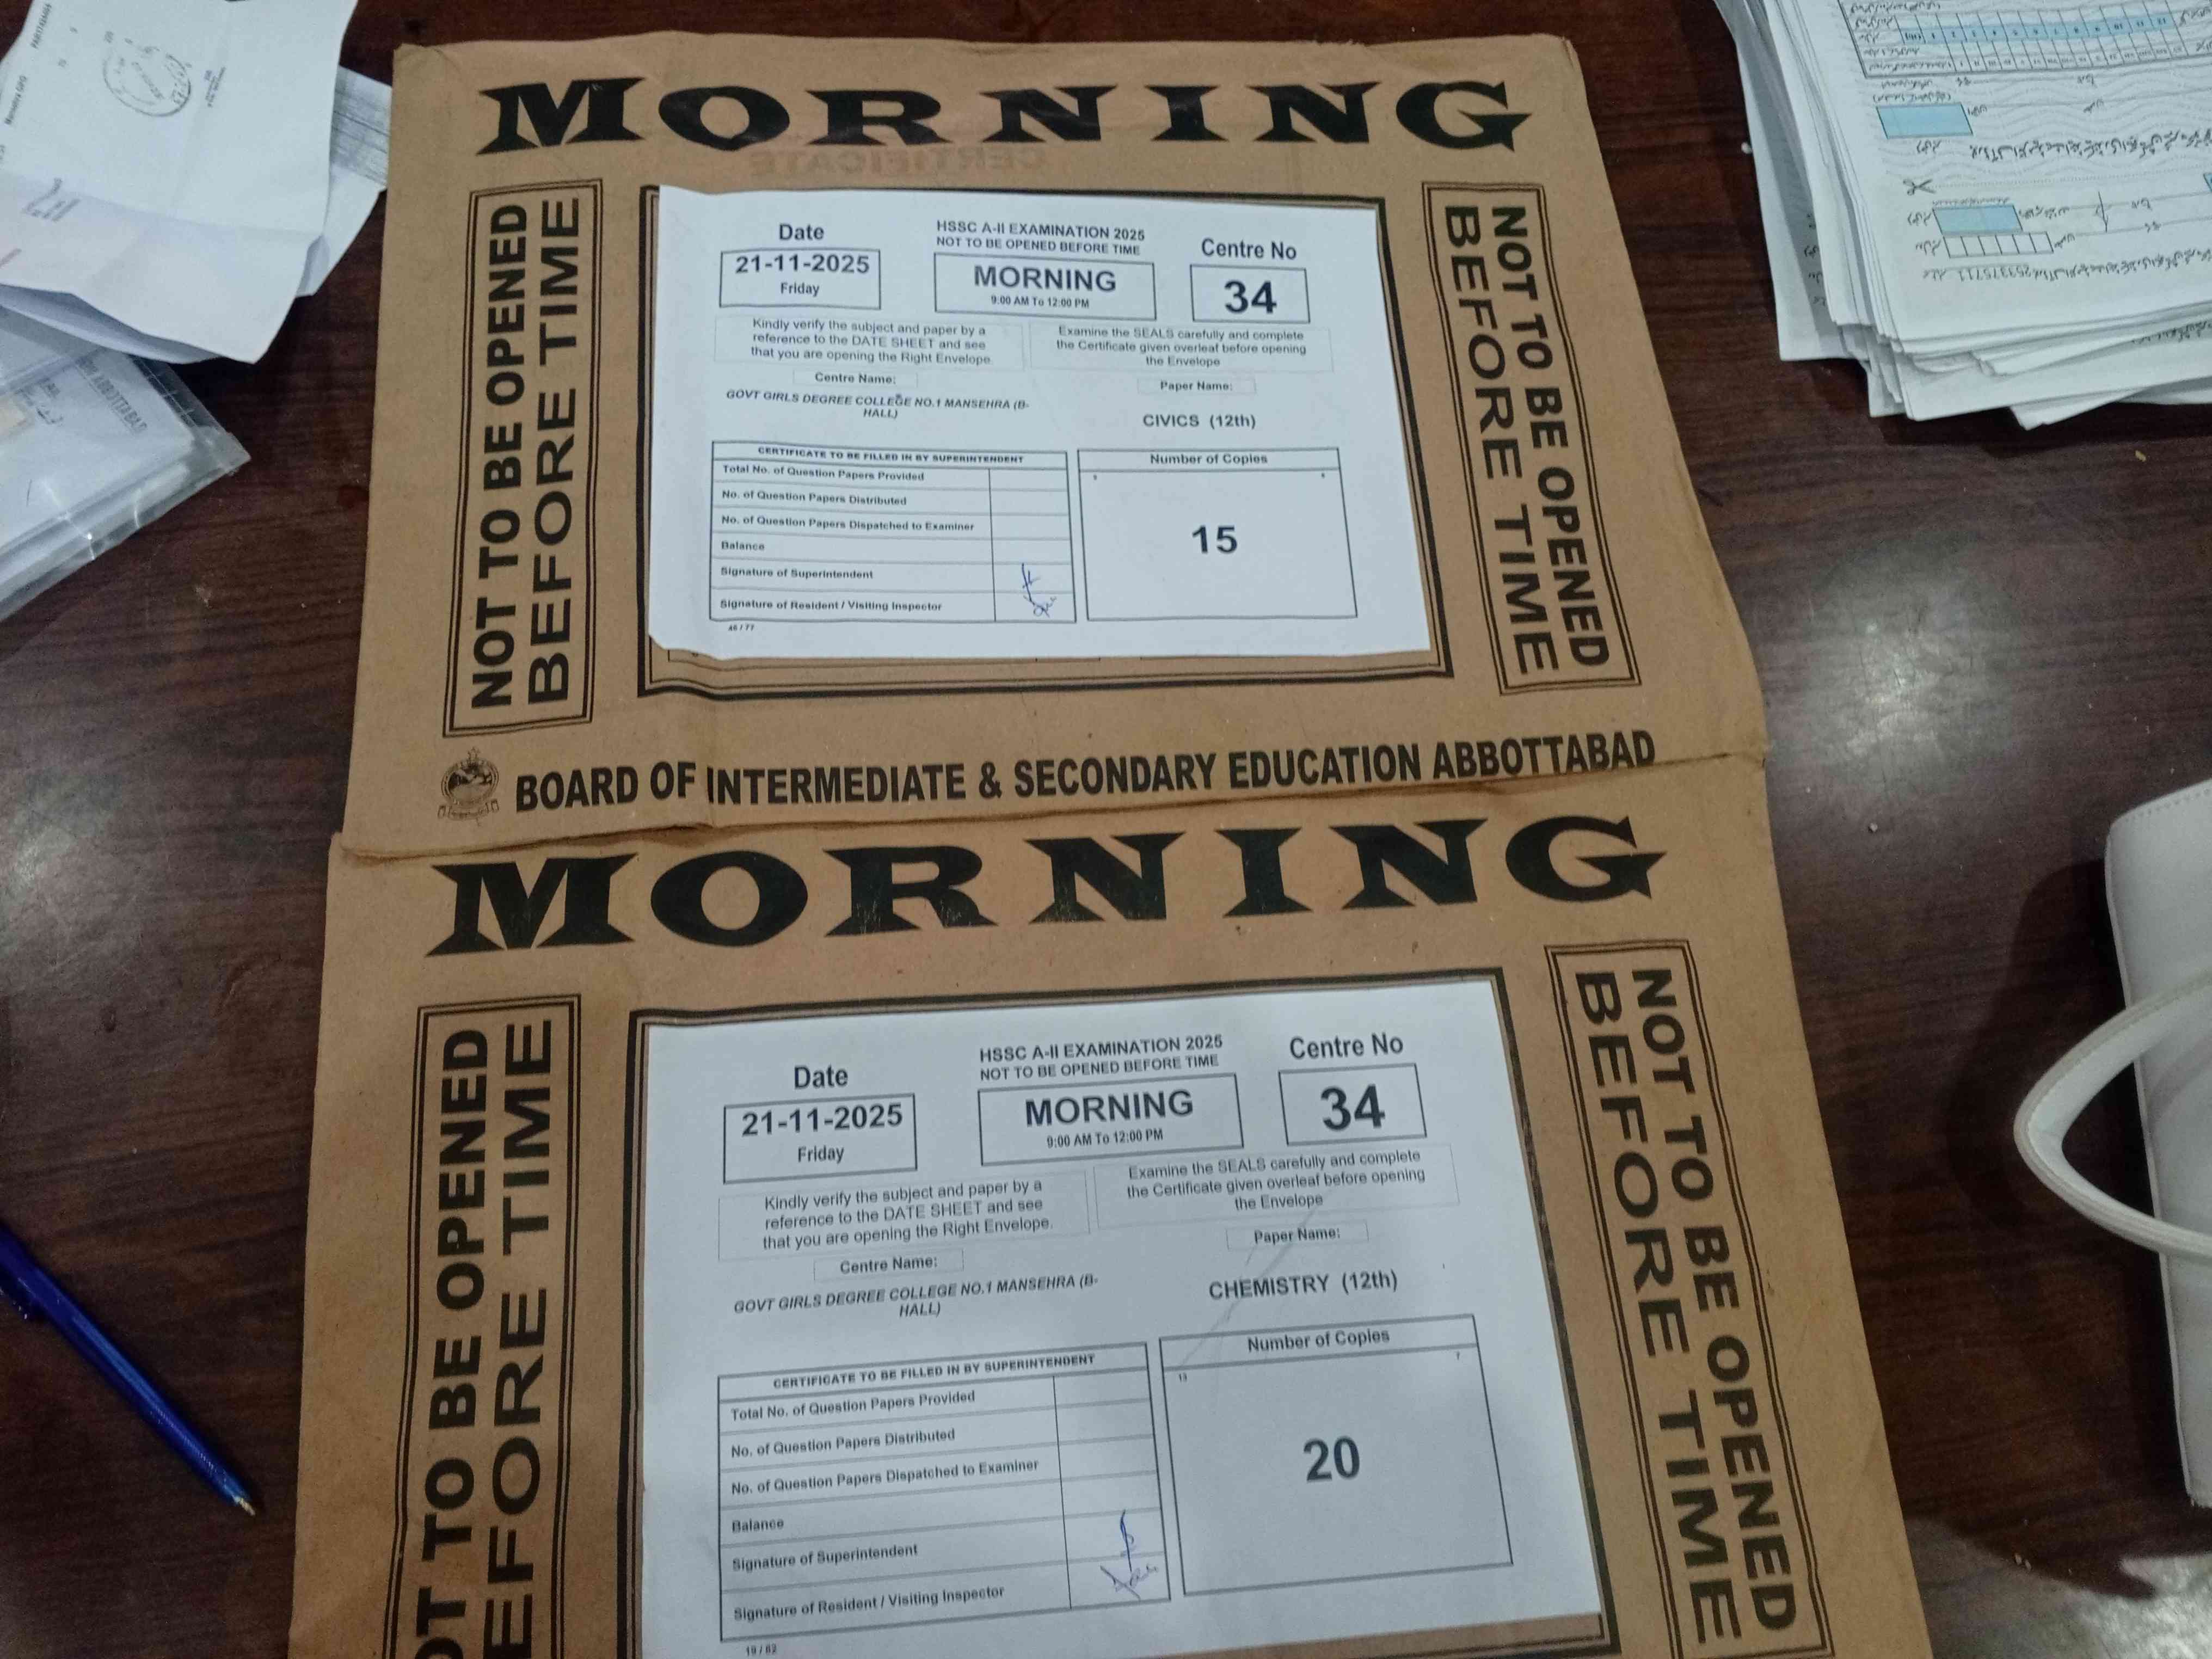 MORNING
CERTIFICATE
NOT TO BE OPENED
BEFORE TIME
Date
21-11-2025
Friday
HSSC A-II EXAMINATION 2025
NOT TO BE OPENED BEFORE TIME
MORNING
9:00 AM To 12:00 PM
Centre No
34
Kindly verify the subject and paper by a
reference to the DATE SHEET and see
that you are opening the Right Envelope.
Examine the SEALS carefully and complete
the Certificate given overleaf before opening
the Envelope
Centre Name:
GOVT GIRLS DEGREE COLLEGE NO.1 MANSEHRA (B-
HALL)
Paper Name:
CIVICS (12th)
CERTIFICATE TO BE FILLED IN BY SUPERINTENDENT
Total No. of Question Papers Provided
No. of Question Papers Distributed
No. of Question Papers Dispatched to Examiner
Balance
Signature of Superintendent
Signature of Resident / Visiting Inspector
46 / 77
Number of Copies
15
NOT TO BE OPENED
BEFORE TIME
BOARD OF INTERMEDIATE & SECONDARY EDUCATION ABBOTTABAD
MORNING
NOT TO BE OPENED
BEFORE TIME
Date
21-11-2025
Friday
HSSC A-II EXAMINATION 2025
NOT TO BE OPENED BEFORE TIME
MORNING
9:00 AM To 12:00 PM
Centre No
34
Kindly verify the subject and paper by a
reference to the DATE SHEET and see
that you are opening the Right Envelope.
Examine the SEALS carefully and complete
the Certificate given overleaf before opening
the Envelope
Centre Name:
GOVT GIRLS DEGREE COLLEGE NO.1 MANSEHRA (B-
HALL)
Paper Name:
CHEMISTRY (12th)
CERTIFICATE TO BE FILLED IN BY SUPERINTENDENT
Total No. of Question Papers Provided
No. of Question Papers Distributed
No. of Question Papers Dispatched to Examiner
Balance
Signature of Superintendent
Signature of Resident / Visiting Inspector
19 / 82
Number of Copies
13
7
20
NOT TO BE OPENED
BEFORE TIME
ABBOTTABAD